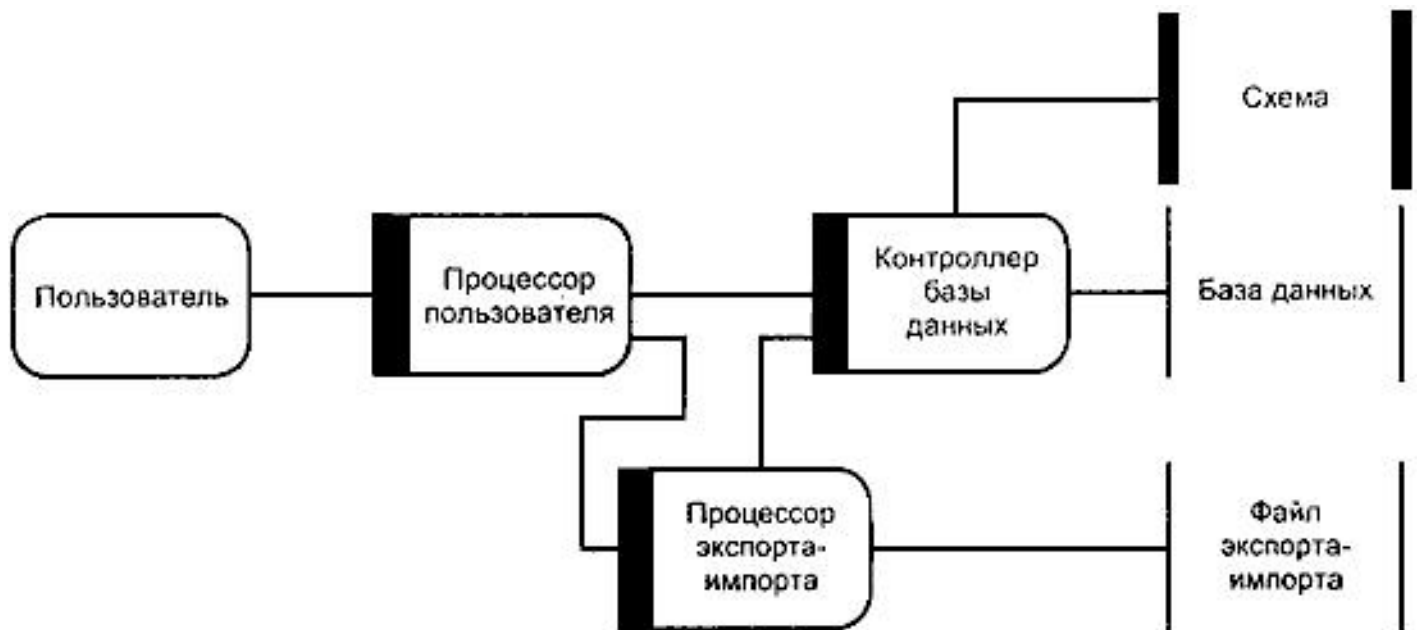 Схема
Пользователь
Процессор
пользователя
Контроллер
базы
данных
База данных
Процессор
экспорта-
импорта
Файл
экспорта-
импорта